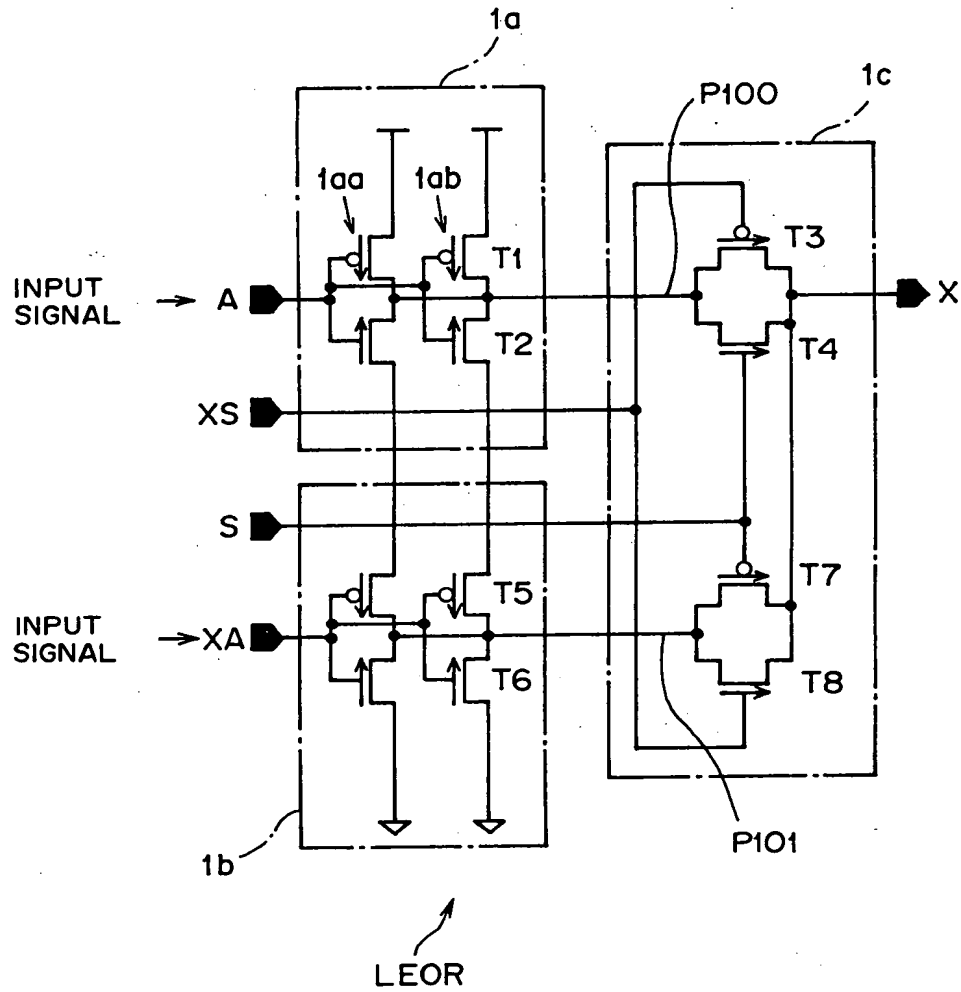 1a
1c
P100
1aa
1ab
T3
T1
INPUT
SIGNAL
A
X
T2
T4
XS
S
T7
T5
INPUT
SIGNAL
XA
T6
T8
P101
1b
LEOR